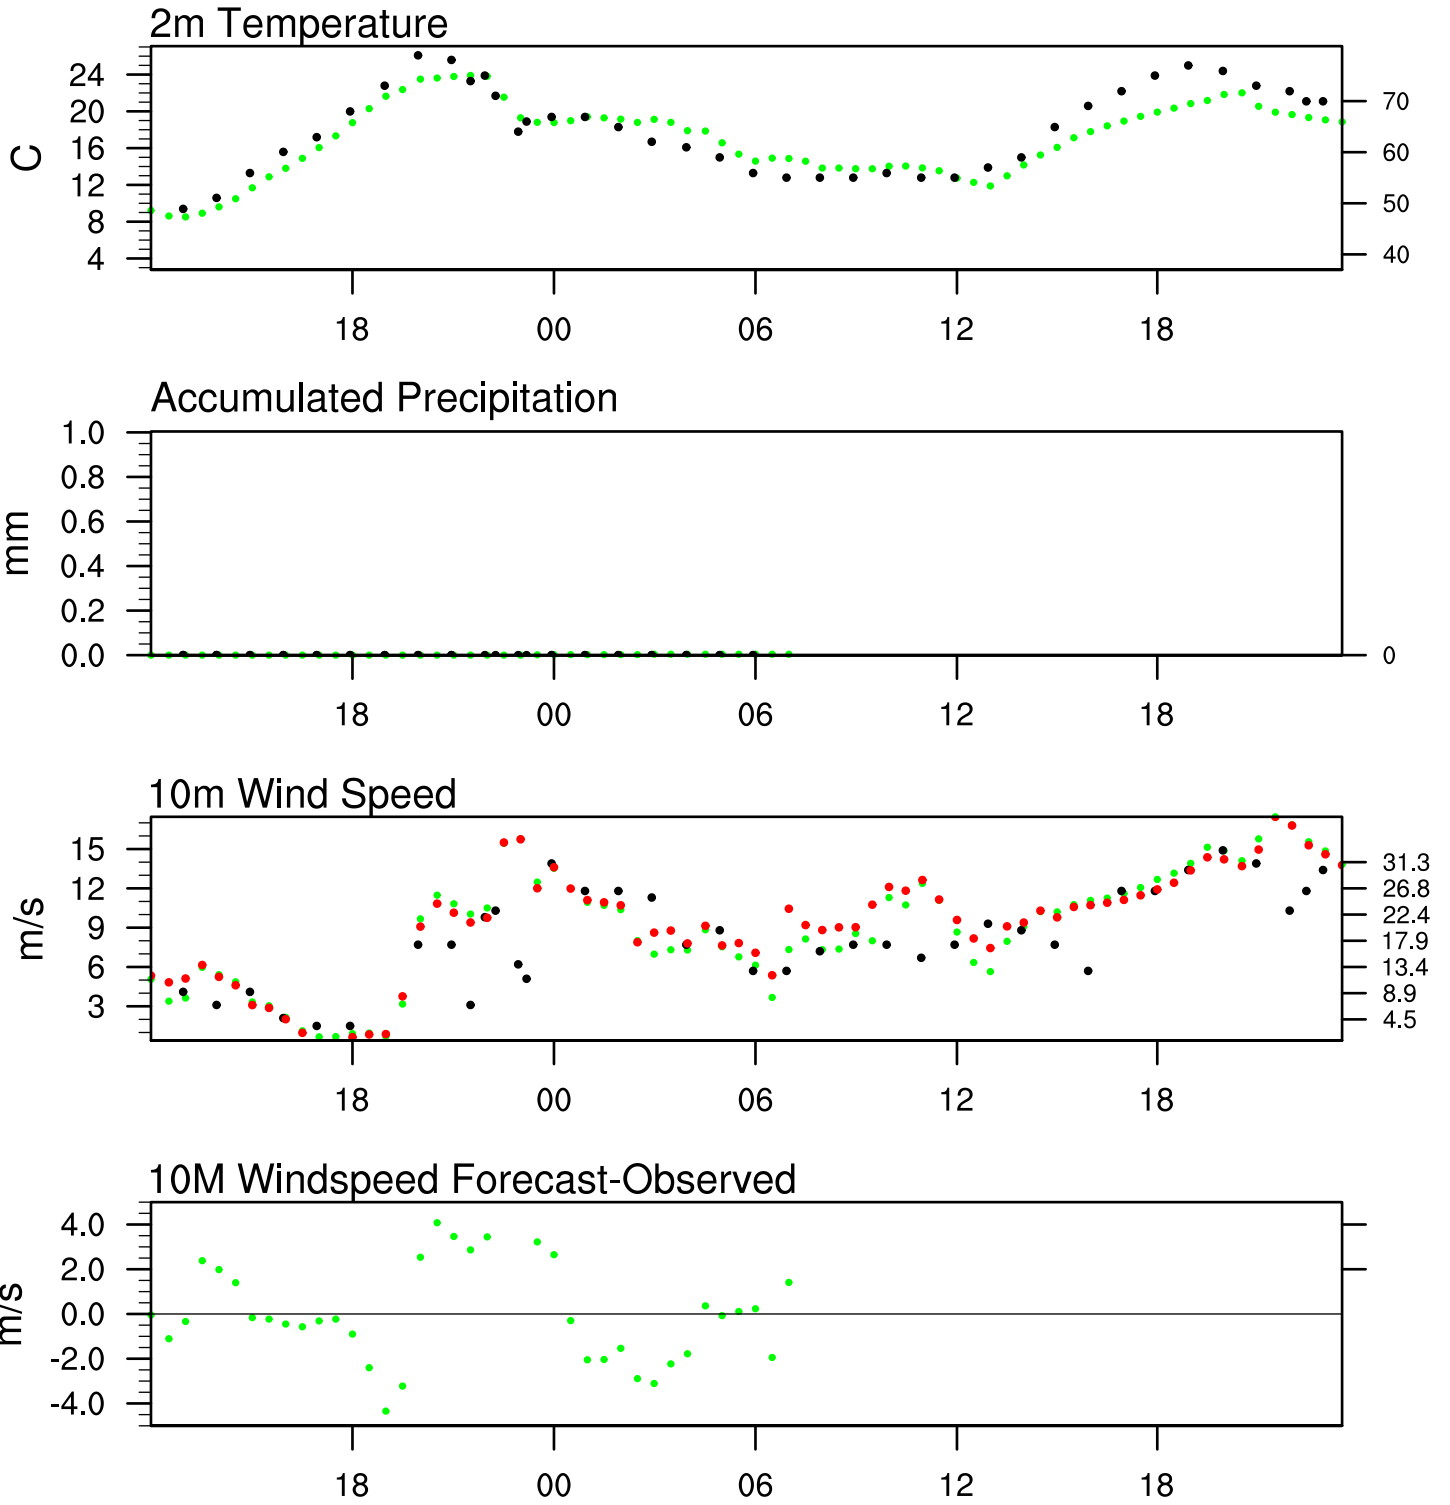 2m Temperature
24
20
16
12
8
4
C
70
60
50
40
18 00 06 12 18
Accumulated Precipitation
1.0
0.8
0.6
0.4
0.2
0.0
mm
0
18 00 06 12 18
10m Wind Speed
15
12
9
6
3
m/s
31.3
26.8
22.4
17.9
13.4
8.9
4.5
18 00 06 12 18
10M Windspeed Forecast-Observed
4.0
2.0
0.0
-2.0
-4.0
m/s
18 00 06 12 18